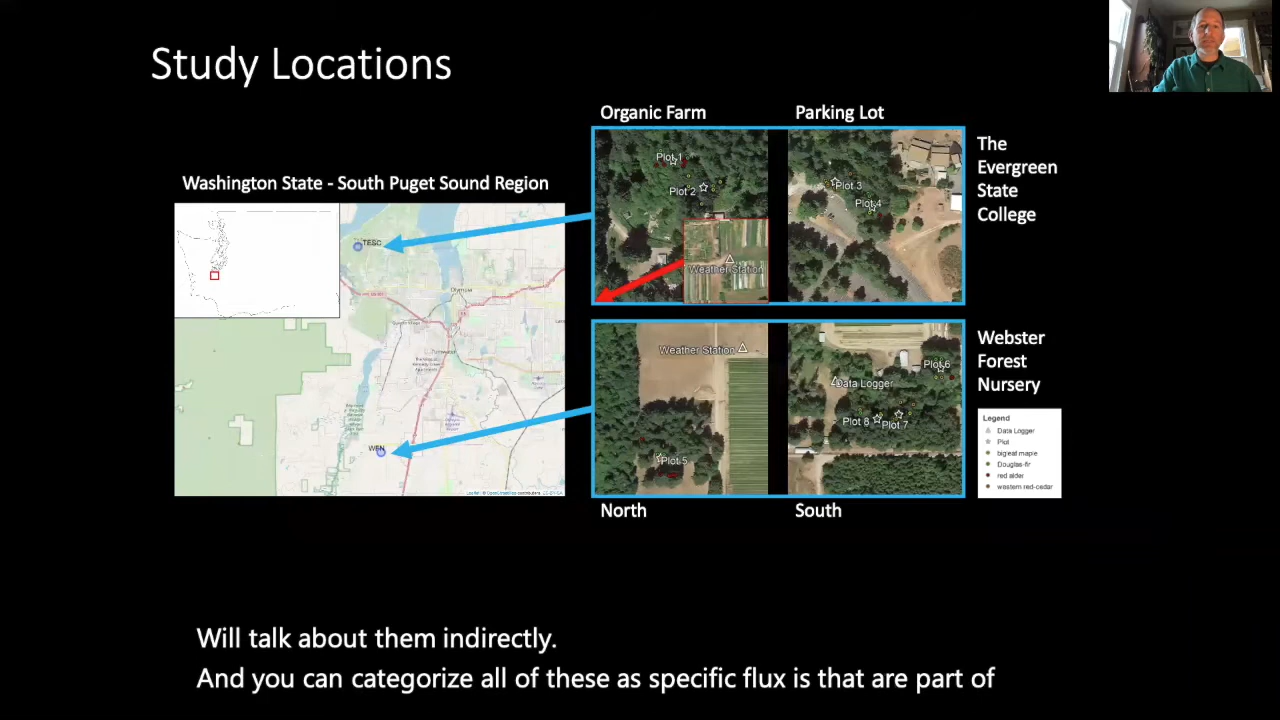 Study Locations
Organic Farm
Parking Lot
Plot 1
Plot 2
Weather Station
Plot 3
Plot 4
The
Evergreen
State
College
Washington State - South Puget Sound Region
TESC
Olympia
Tumwater
WFN
Weather Station
Plot 5
Data Logger
Plot 6
Plot 8
Plot 7
Webster
Forest
Nursery
Legend
Data Logger
Plot
bigleaf maple
Douglas-fir
red alder
western red-cedar
North
South
Will talk about them indirectly.
And you can categorize all of these as specific flux is that are part of